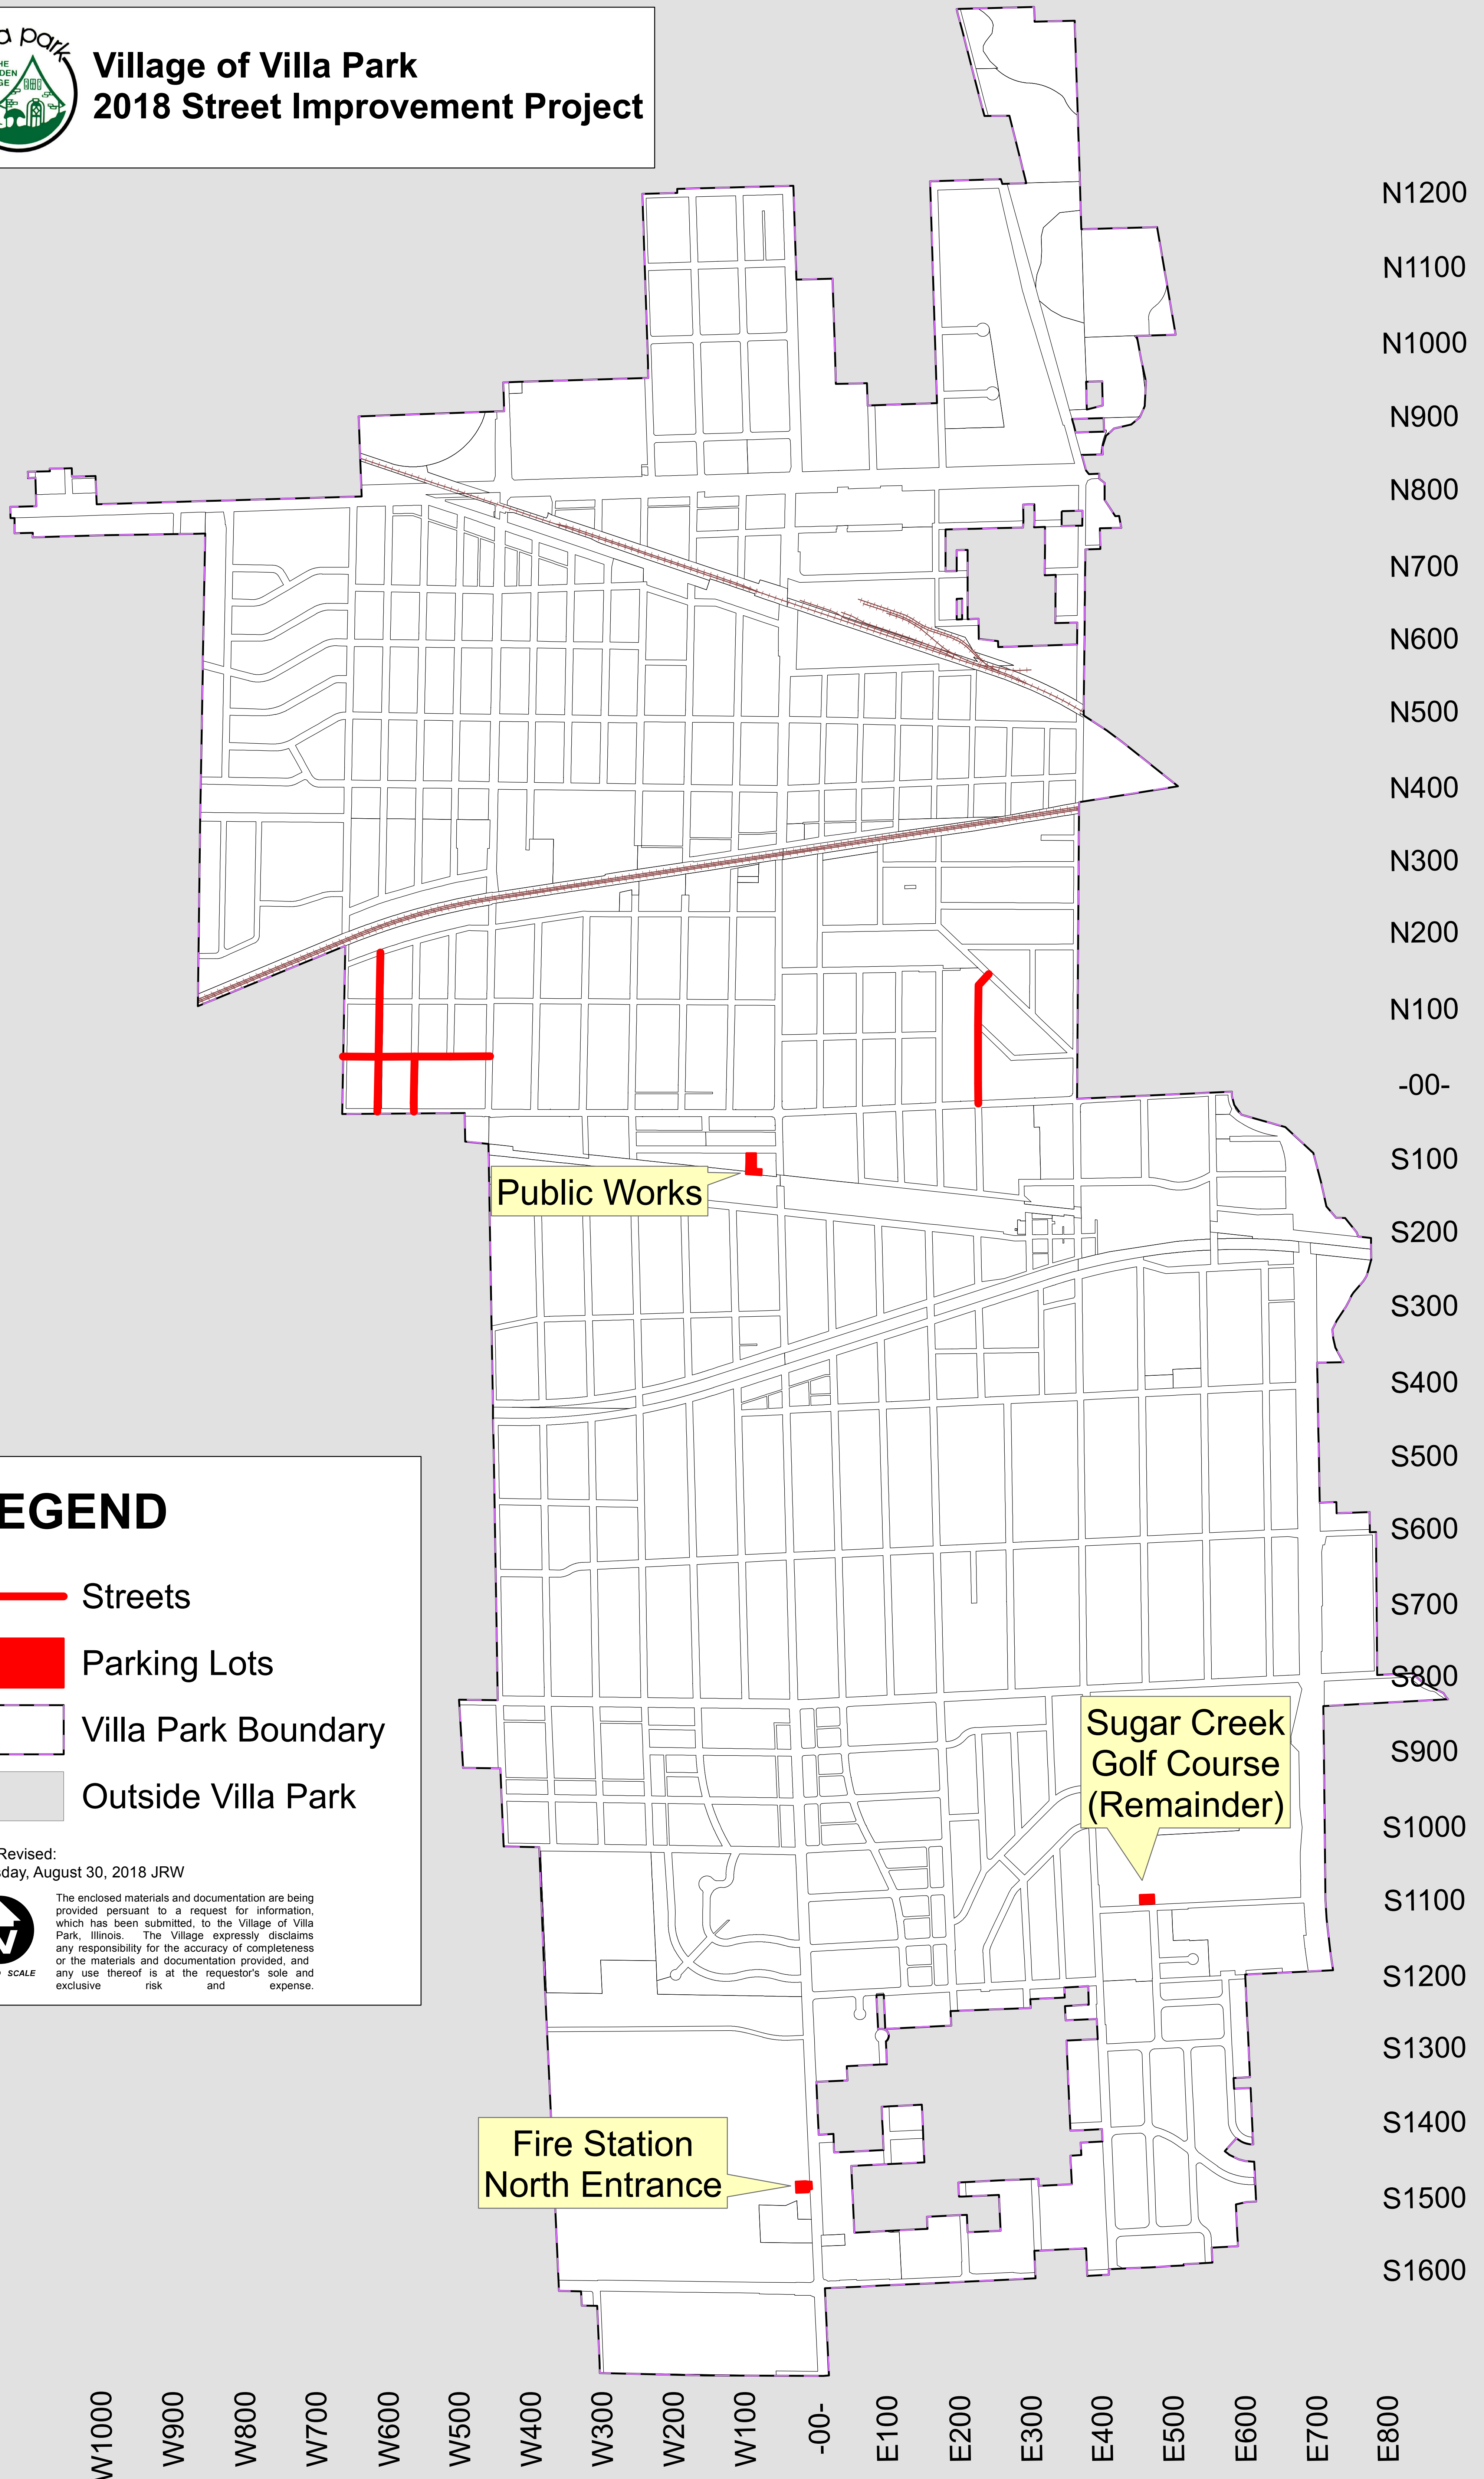 park
Village of Villa Park
2018 Street Improvement Project
N1200
N1100
N1000
N900
N800
N700
N600
N500
N400
N300
N200
N100
-00-
S100
Public Works
S200
S300
S400
S500
S600
S700
S800
Sugar Creek
Golf Course
(Remainder)
S900
S1000
S1100
S1200
S1300
S1400
S1500
S1600
Fire Station
North Entrance
EGEND
Streets
Parking Lots
Villa Park Boundary
Outside Villa Park
Revised:
sday, August 30, 2018 JRW
The enclosed materials and documentation are being
provided persuant to a request for information,
which has been submitted, to the Village of Villa
Park, Illinois. The Village expressly disclaims
any responsibility for the accuracy of completeness
or the materials and documentation provided, and
any use thereof is at the requestor's sole and
exclusive risk and expense.
SCALE
W1000
W900
W800
W700
W600
W500
W400
W300
W200
W100
-00-
E100
E200
E300
E400
E500
E600
E700
E800